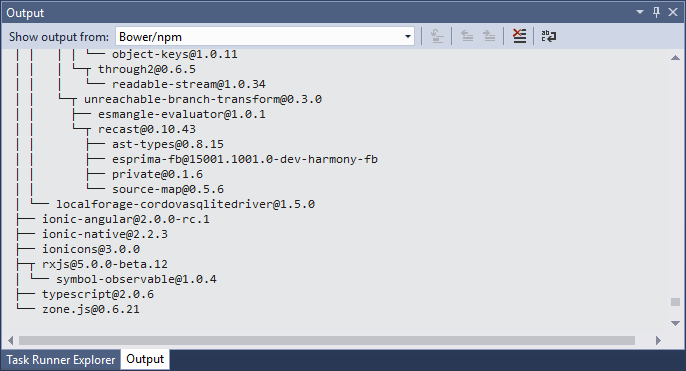 Output
Show output from: Bower/npm
│ │ │ │ └── object-keys@1.0.11
│ │ │ └─┬ through2@0.6.5
│ │ │   └── readable-stream@1.0.34
│ │ └─┬ unreachable-branch-transform@0.3.0
│ │   ├── esmangle-evaluator@1.0.1
│ │   └─┬ recast@0.10.43
│ │     ├── ast-types@0.8.15
│ │     ├── esprima-fb@15001.1001.0-dev-harmony-fb
│ │     ├── private@0.1.6
│ │     └── source-map@0.5.6
│ └── localforage-cordovasqlitedriver@1.5.0
├── ionic-angular@2.0.0-rc.1
├── ionic-native@2.2.3
├── ionicons@3.0.0
├─┬ rxjs@5.0.0-beta.12
│ └── symbol-observable@1.0.4
├── typescript@2.0.6
└── zone.js@0.6.21
Task Runner Explorer Output